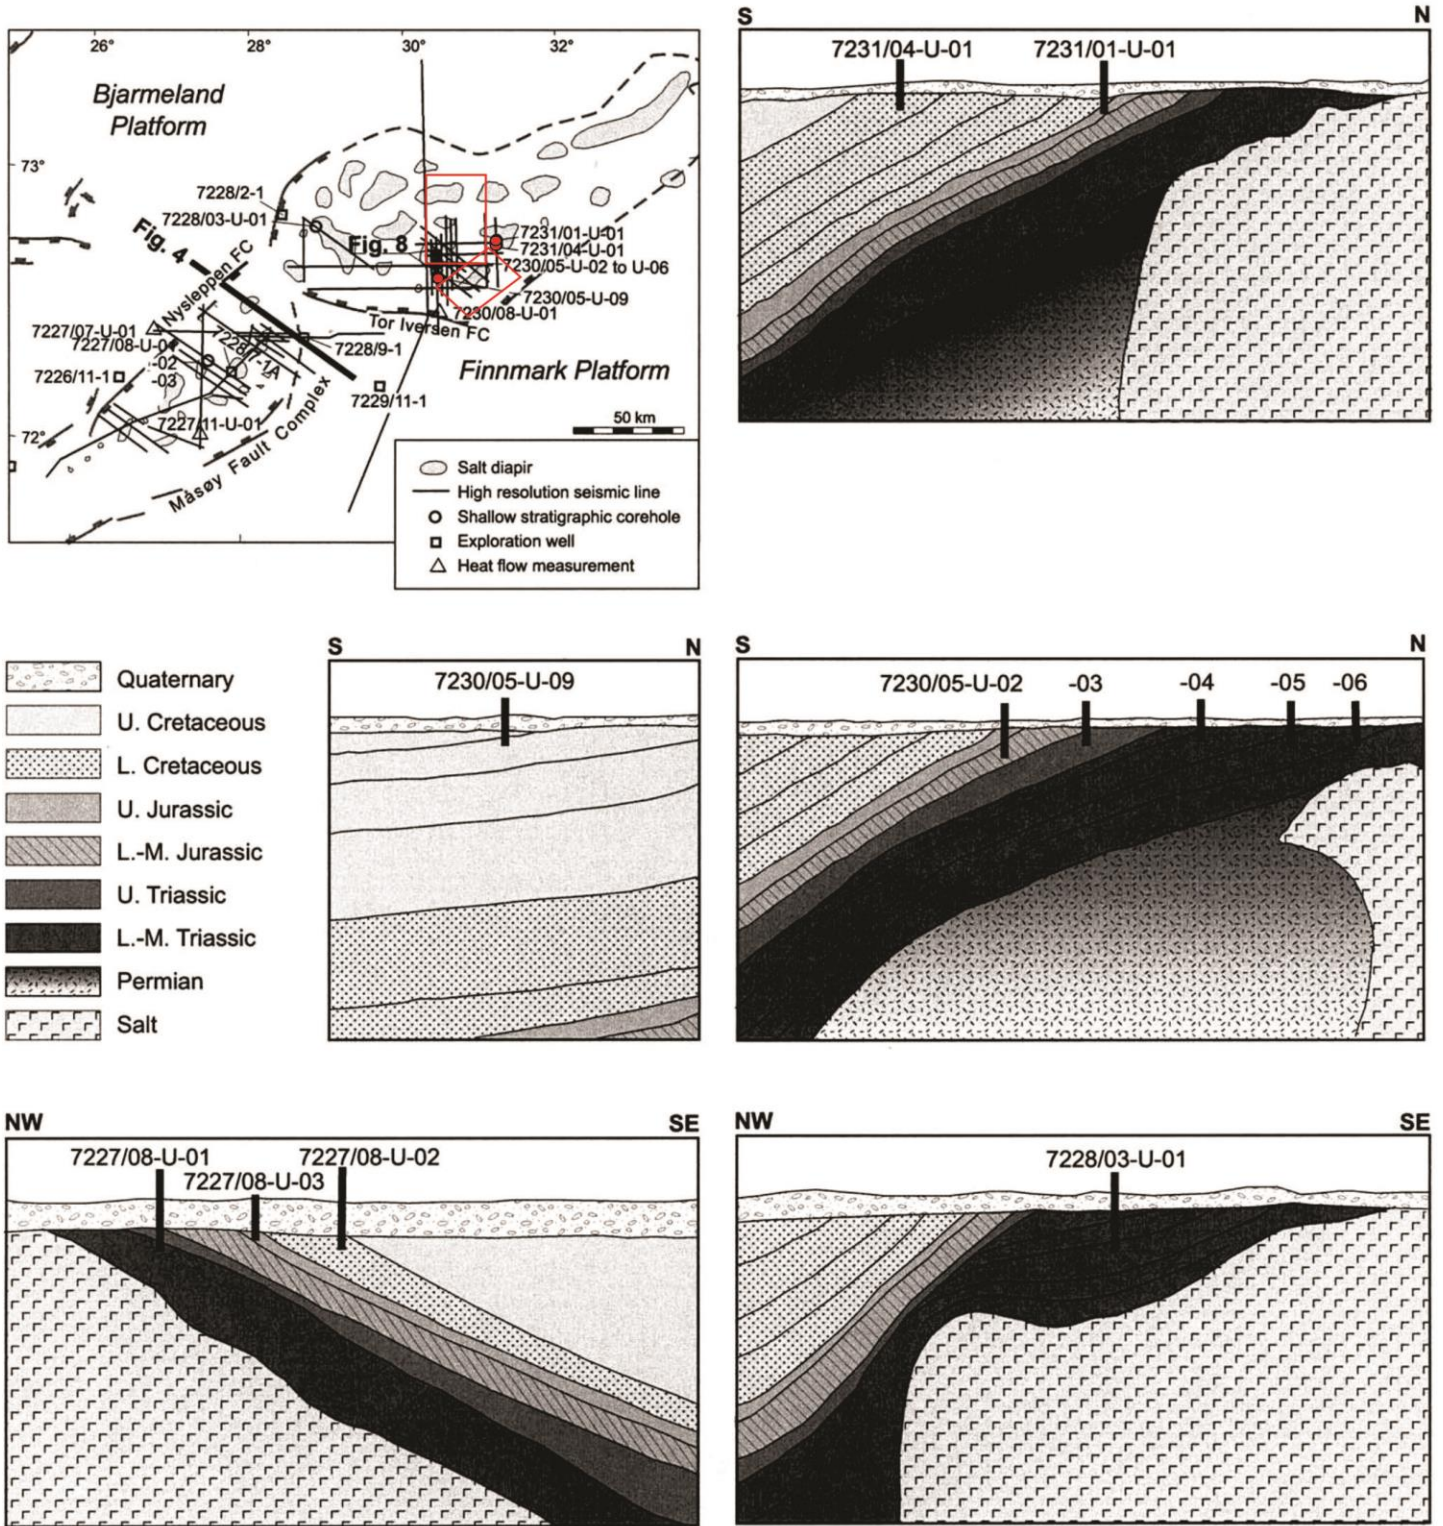 26°
28°
30°
32°
73°
72°
Bjarmeland
Platform
7228/2-1
7228/03-U-01
Fig. 4
Nysleppen FC
Fig. 8
7231/01-U-01
7231/04-U-01
7230/05-U-02 to U-06
7230/05-U-09
7230/08-U-01
Tor Iversen FC
7227/07-U-01
7227/08-U-01
-02
-03
7228/7-1A
7228/9-1
7226/11-1
7229/11-1
7227/11-U-01
Finnmark Platform
Måsøy Fault Complex
50 km
Salt diapir
High resolution seismic line
Shallow stratigraphic corehole
Exploration well
Heat flow measurement
S
N
7231/04-U-01
7231/01-U-01
Quaternary
U. Cretaceous
L. Cretaceous
U. Jurassic
L.-M. Jurassic
U. Triassic
L.-M. Triassic
Permian
Salt
S
N
7230/05-U-09
S
N
7230/05-U-02
-03
-04
-05
-06
NW
SE
7227/08-U-01
7227/08-U-02
7227/08-U-03
NW
SE
7228/03-U-01